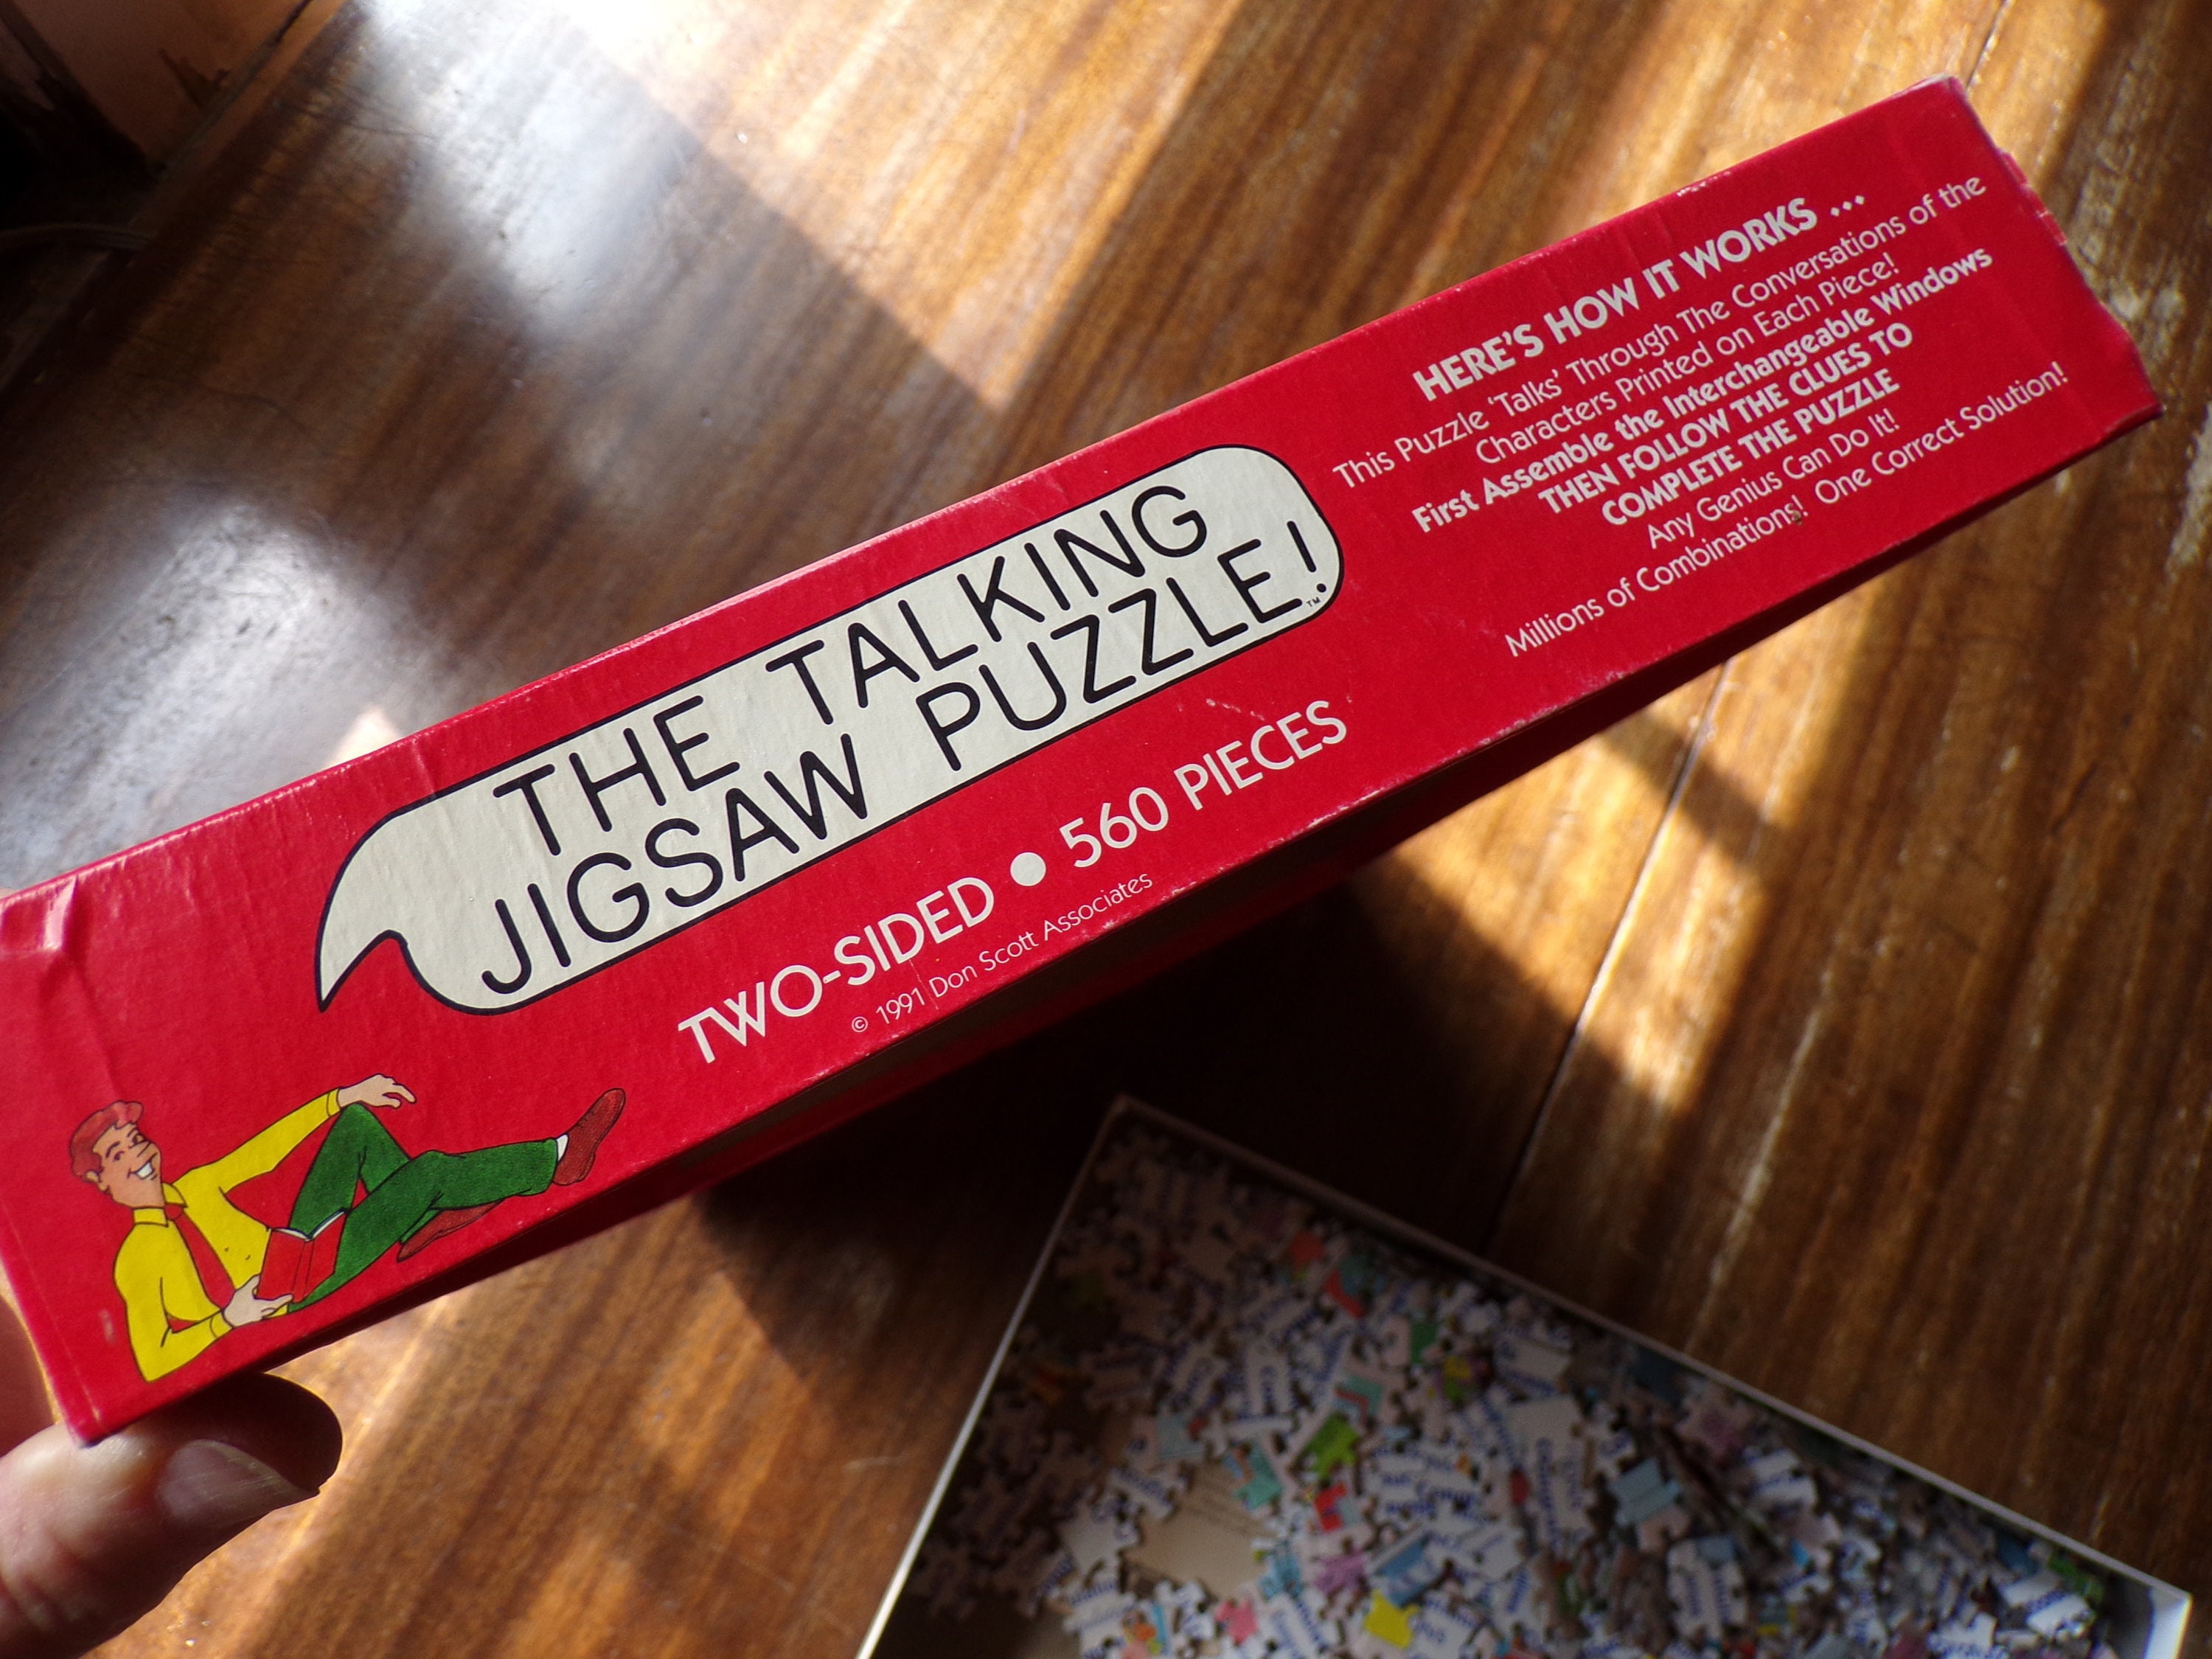 THE TALKING
JIGSAW PUZZLE!™
TWO-SIDED ● 560 PIECES
© 1991 Don Scott Associates
HERE'S HOW IT WORKS ...
This Puzzle 'Talks' Through The Conversations of the
Characters Printed on Each Piece!
First Assemble the Interchangeable Windows
THEN FOLLOW THE CLUES TO
COMPLETE THE PUZZLE
Any Genius Can Do It!
Millions of Combinations! One Correct Solution!